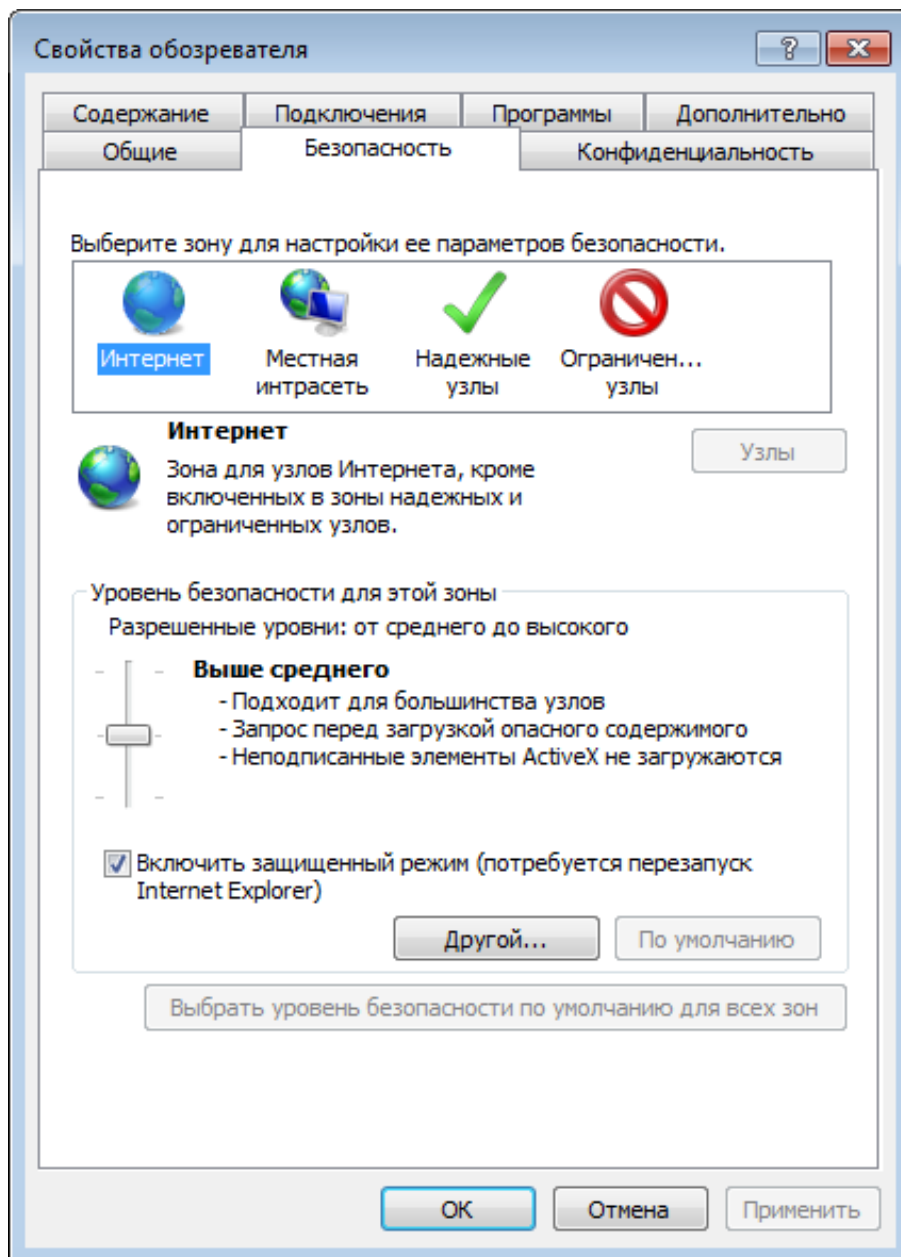 Свойства обозревателя
Содержание Подключения Программы Дополнительно
Общие Безопасность Конфиденциальность
Выберите зону для настройки ее параметров безопасности.
Интернет Местная интрасеть Надежные узлы Ограничен... узлы
Интернет
Узлы
Зона для узлов Интернета, кроме
включенных в зоны надежных и
ограниченных узлов.
Уровень безопасности для этой зоны
Разрешенные уровни: от среднего до высокого
Выше среднего
- Подходит для большинства узлов
- Запрос перед загрузкой опасного содержимого
- Неподписанные элементы ActiveX не загружаются
Включить защищенный режим (потребуется перезапуск
Internet Explorer)
Другой... По умолчанию
Выбрать уровень безопасности по умолчанию для всех зон
ОК Отмена Применить